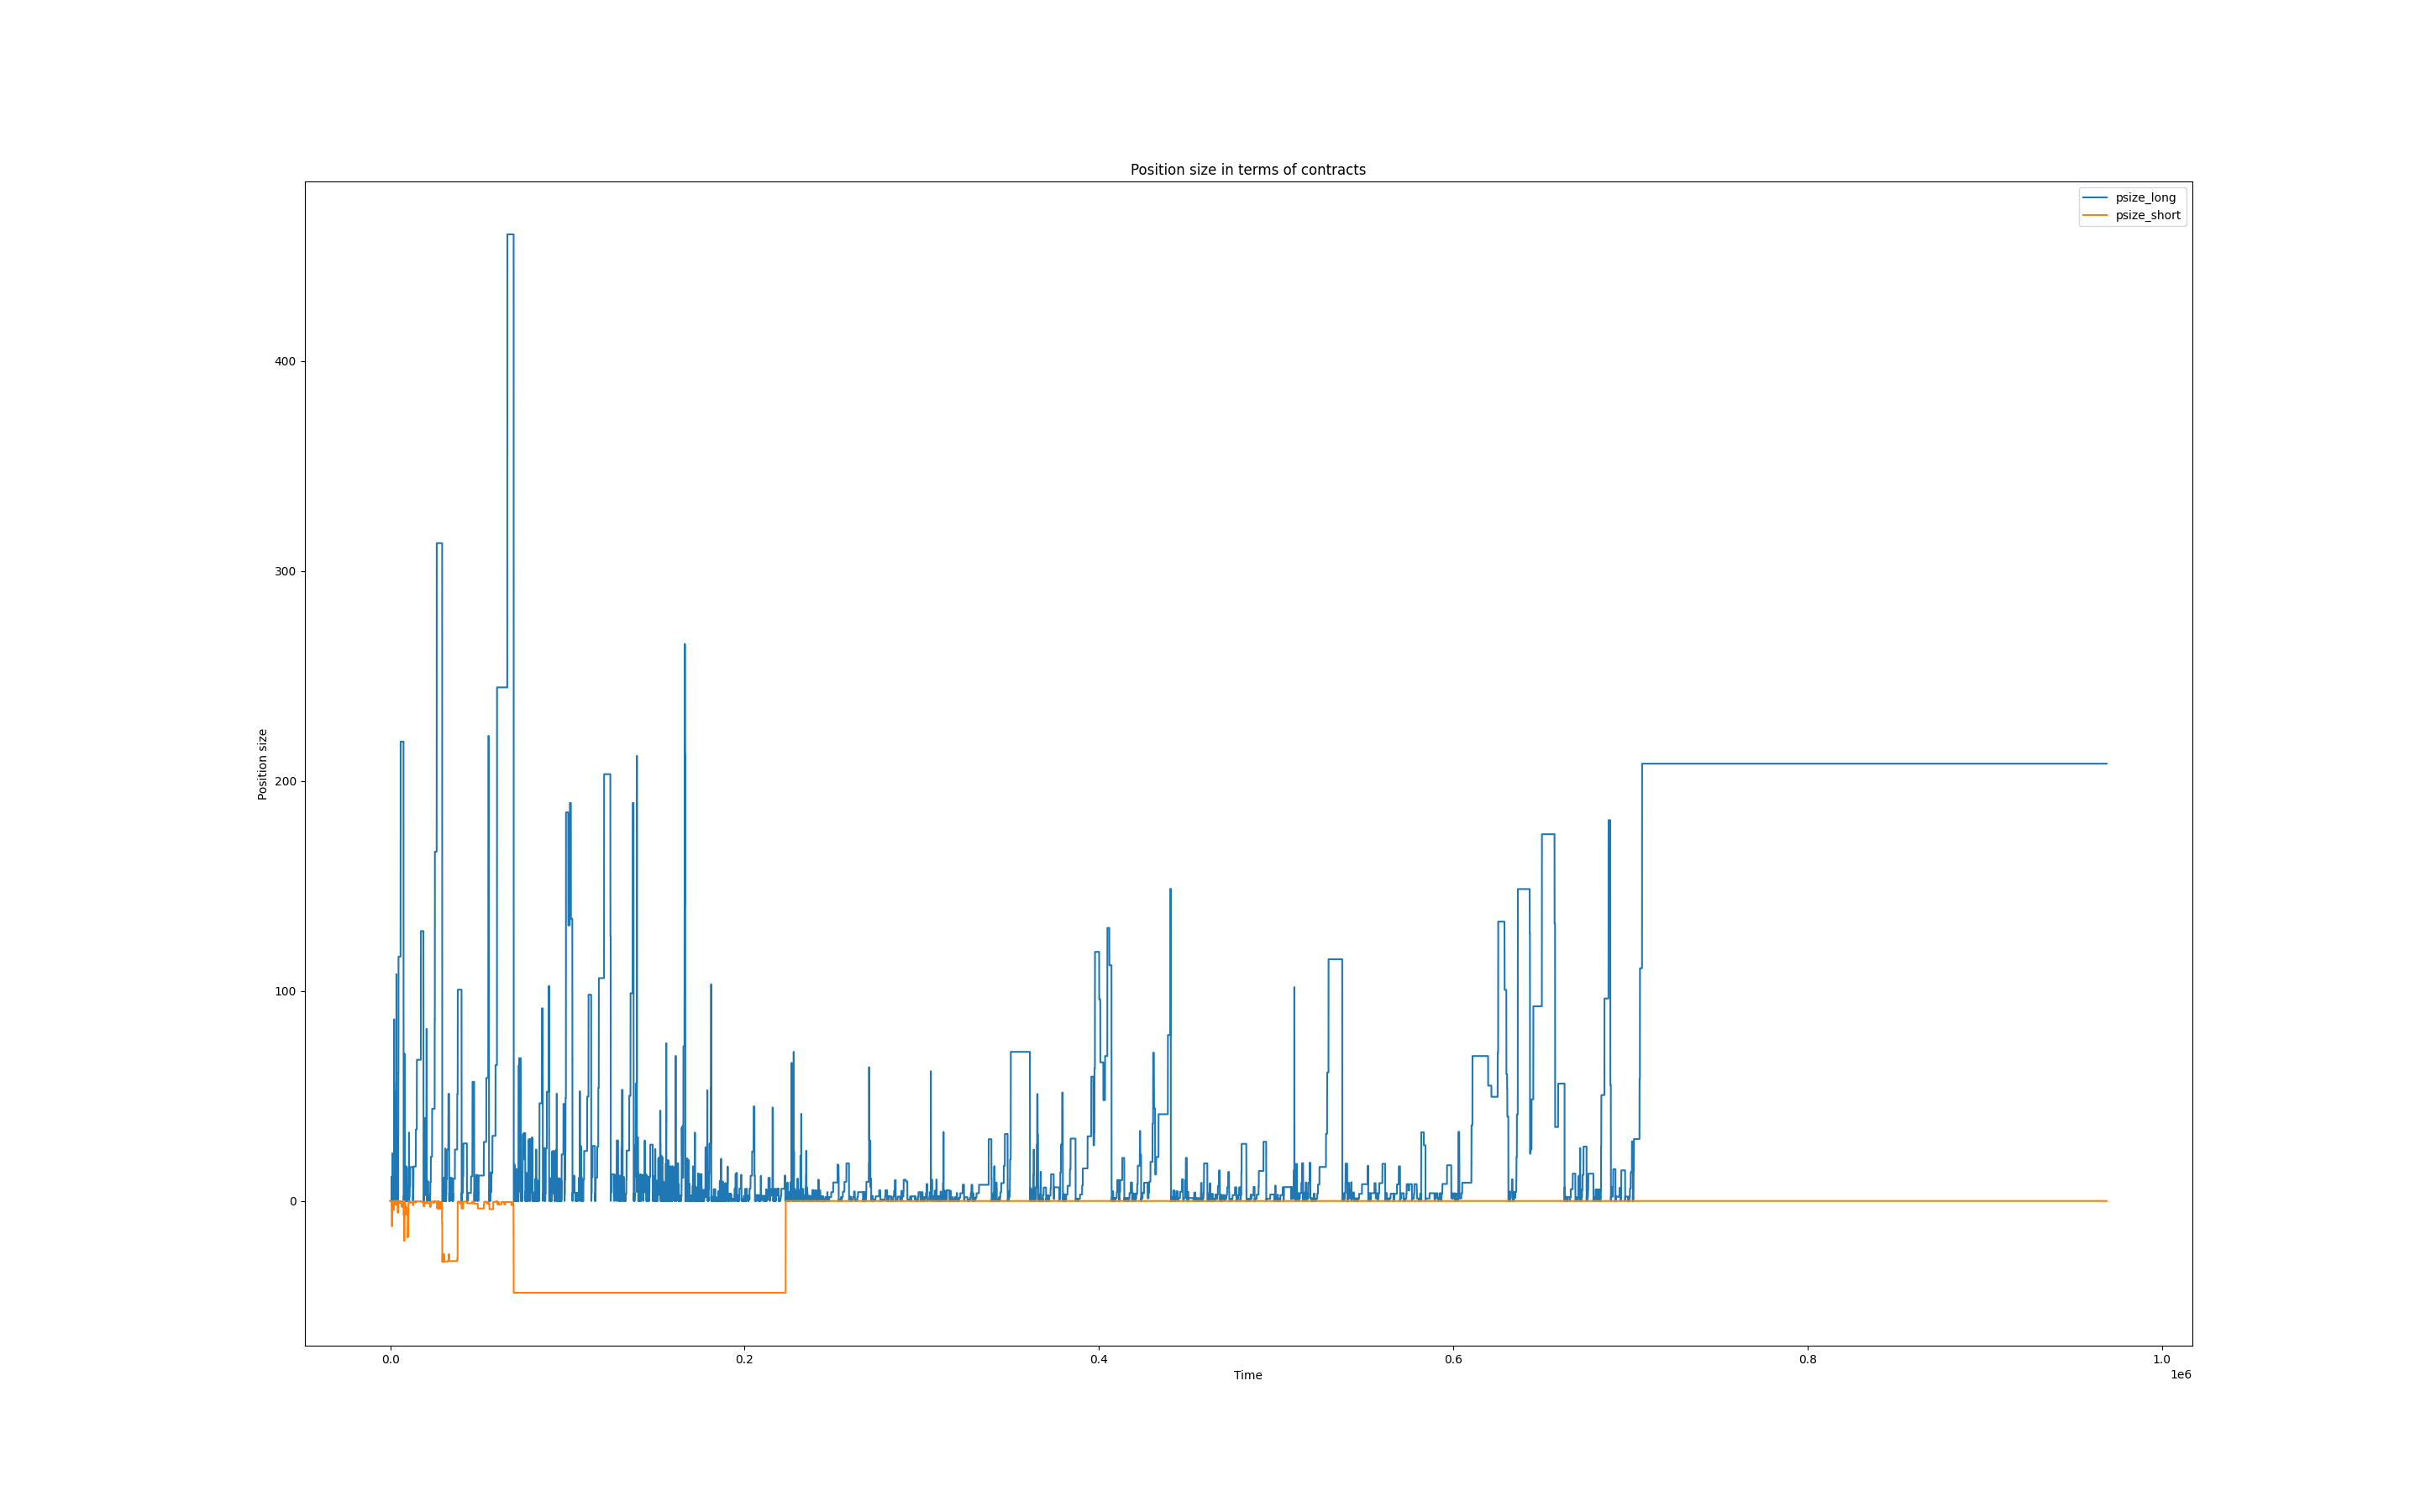 Position size in terms of contracts
psize_long
psize_short
Position size
400
300
200
100
0
0.0
0.2
0.4
0.6
0.8
1.0
1e6
Time